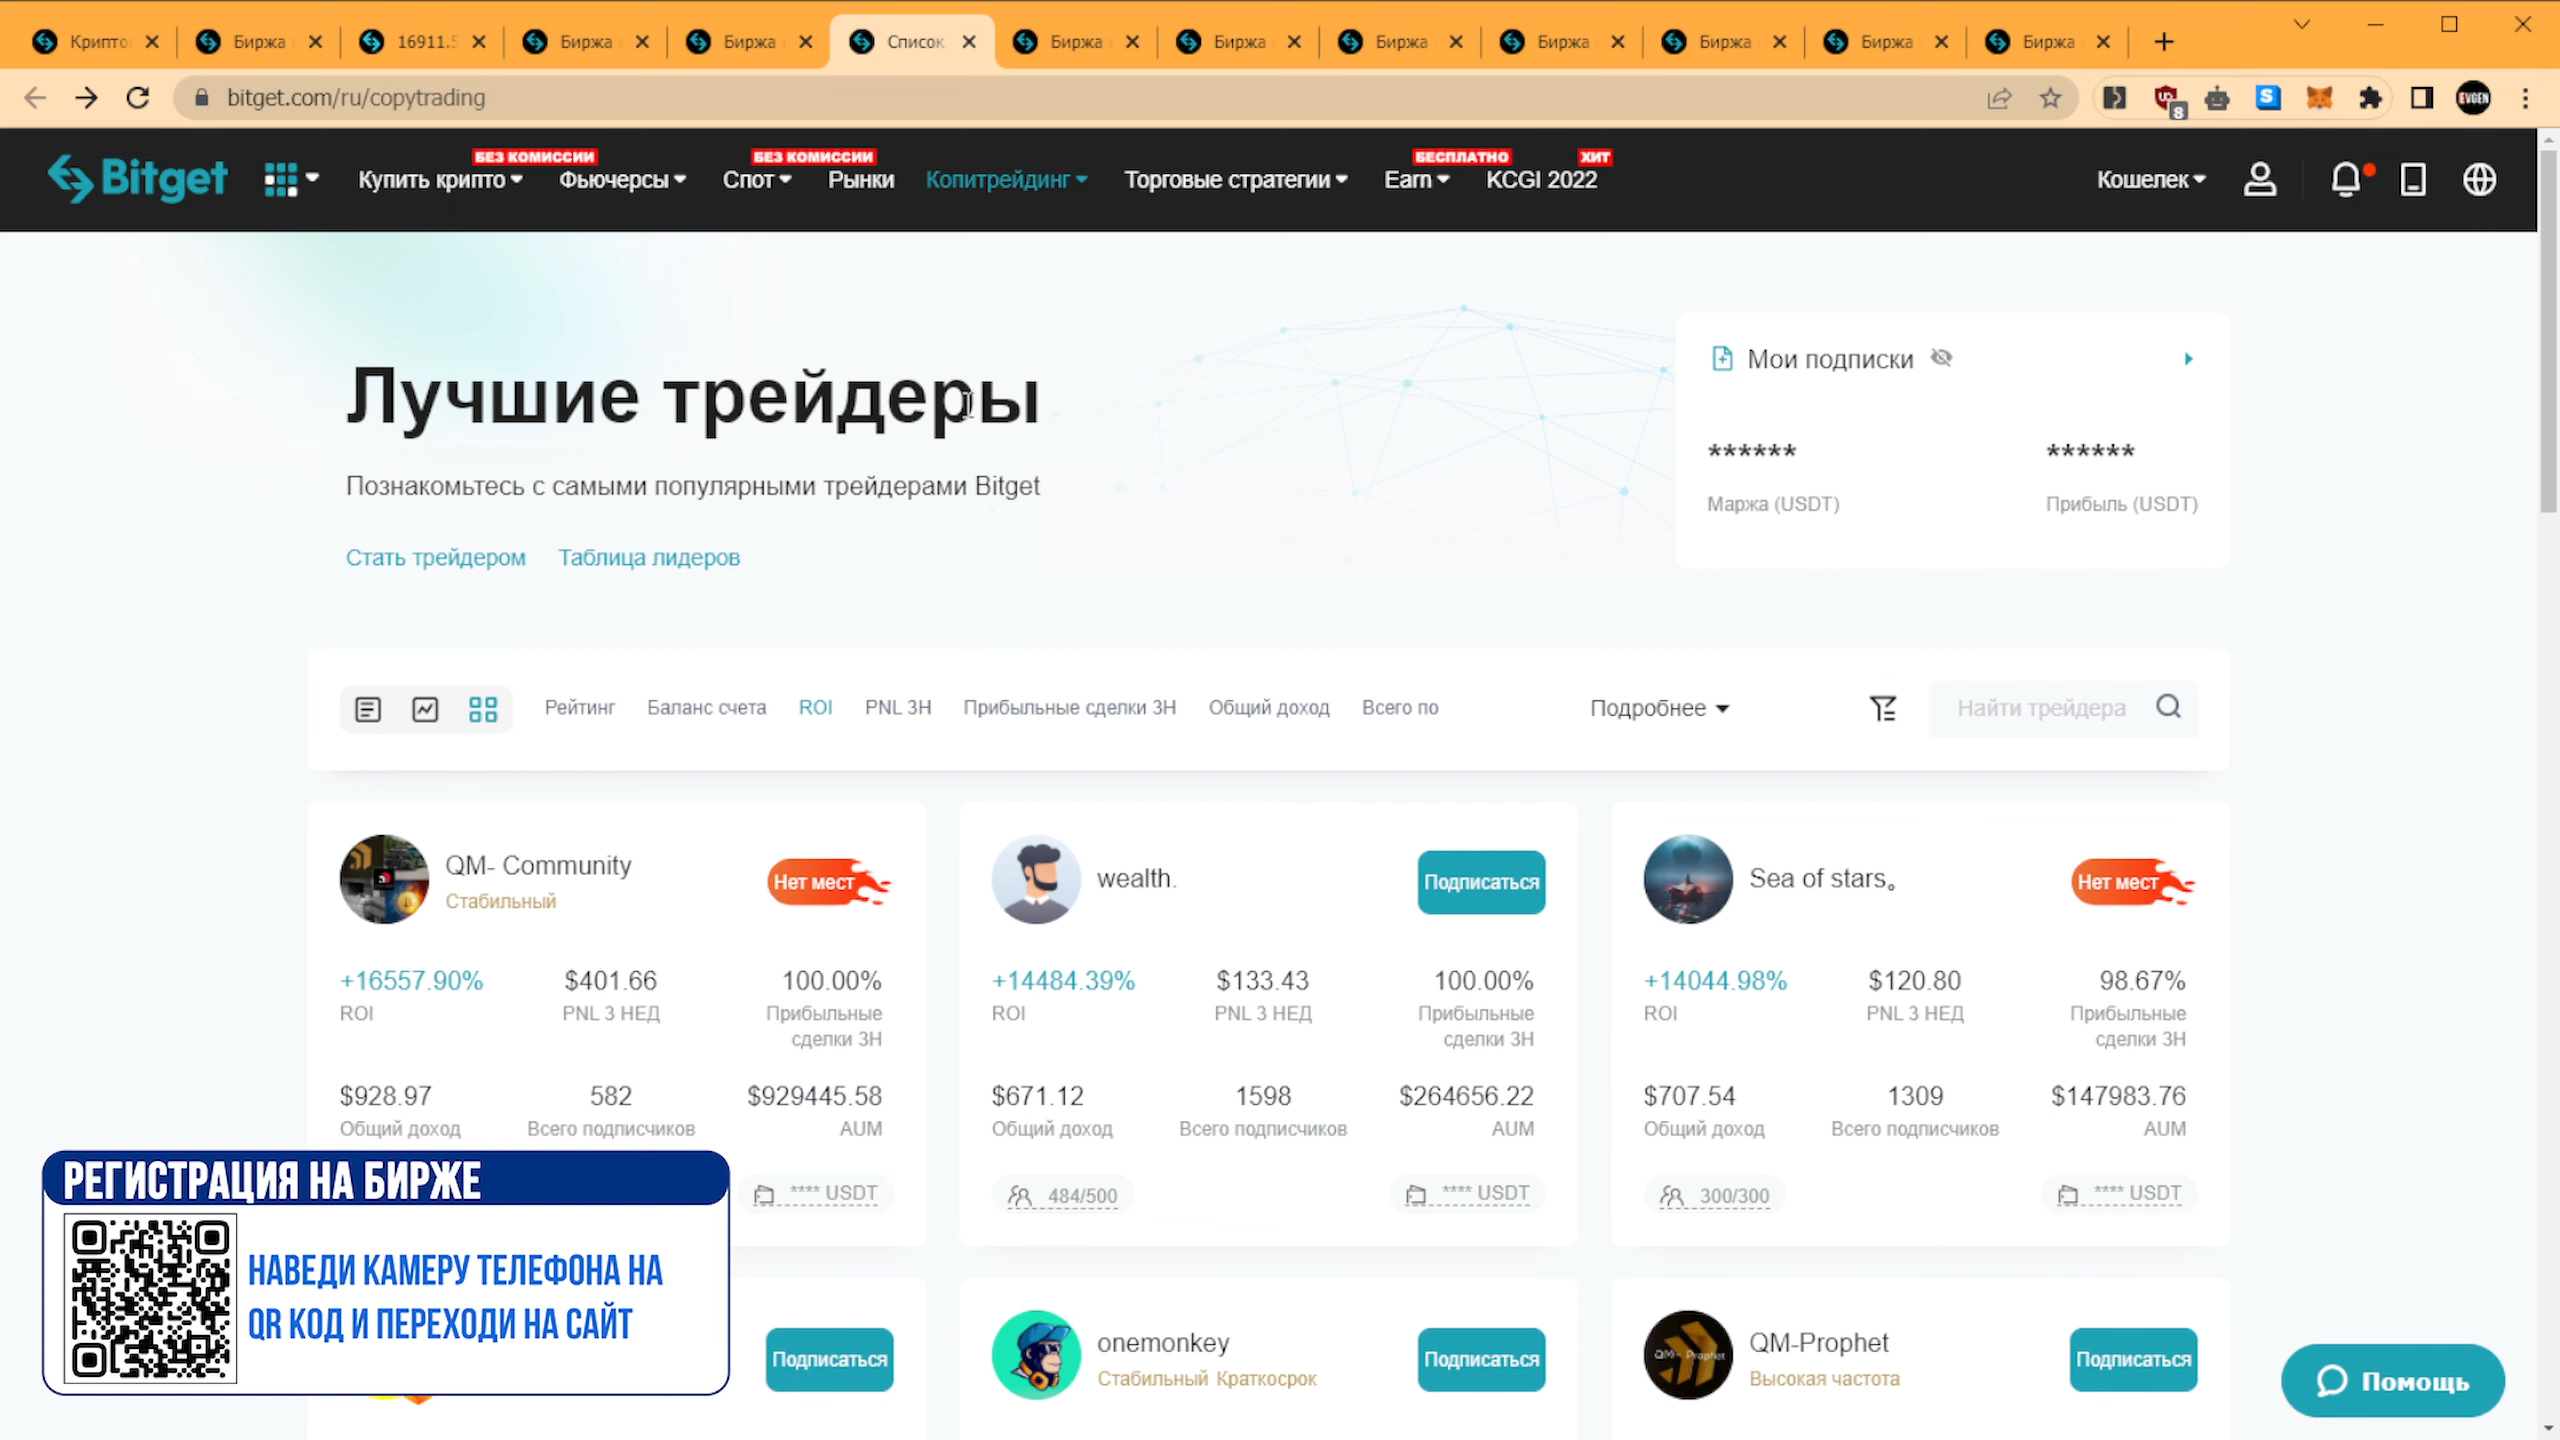 Крипто
Биржа
16911.5
Биржа
Биржа
Список
Биржа
Биржа
Биржа
Биржа
Биржа
Биржа
Биржа
bitget.com/ru/copytrading
8
EVGEN
БЕЗ КОМИССИИ
БЕЗ КОМИССИИ
БЕСПЛАТНО
ХИТ
Bitget
Купить крипто
Фьючерсы
Спот
Рынки
Копитрейдинг
Торговые стратегии
Earn
KCGI 2022
Кошелек
Лучшие трейдеры
Познакомьтесь с самыми популярными трейдерами Bitget
Стать трейдером
Таблица лидеров
Мои подписки
******
******
Маржа (USDT)
Прибыль (USDT)
Рейтинг
Баланс счета
ROI
PNL 3Н
Прибыльные сделки 3Н
Общий доход
Всего по
Подробнее
Найти трейдера
QM- Community
Стабильный
Нет мест
+16557.90%
$401.66
100.00%
ROI
PNL 3 НЕД
Прибыльные
сделки 3Н
$928.97
582
$929445.58
Общий доход
Всего подписчиков
AUM
**** USDT
wealth.
Подписаться
+14484.39%
$133.43
100.00%
ROI
PNL 3 НЕД
Прибыльные
сделки 3Н
$671.12
1598
$264656.22
Общий доход
Всего подписчиков
AUM
484/500
**** USDT
Sea of stars。
Нет мест
+14044.98%
$120.80
98.67%
ROI
PNL 3 НЕД
Прибыльные
сделки 3Н
$707.54
1309
$147983.76
Общий доход
Всего подписчиков
AUM
300/300
**** USDT
РЕГИСТРАЦИЯ НА БИРЖЕ
НАВЕДИ КАМЕРУ ТЕЛЕФОНА НА
QR КОД И ПЕРЕХОДИ НА САЙТ
Подписаться
onemonkey
Стабильный Краткосрок
Подписаться
QM - Prophet
QM-Prophet
Высокая частота
Подписаться
Помощь